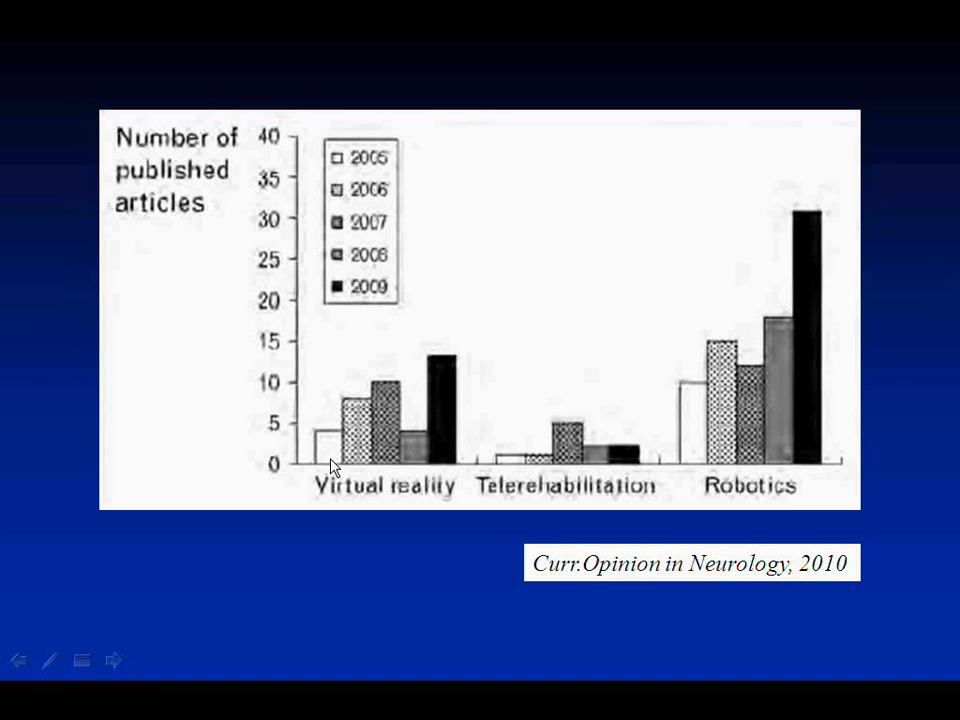 Number of
published
articles
40
35
30
25
20
15
10
5
0
2005
2006
2007
2008
2009
Virtual reality
Telerehabilitation
Robotics
Curr.Opinion in Neurology, 2010